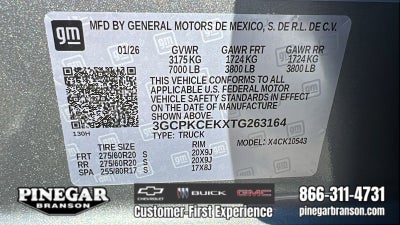 gm
MFD BY GENERAL MOTORS DE MEXICO, S. DE R.L. DE C.V.
gm
01/26 GVWR GAWR FRT GAWR RR
3175 KG 1724 KG 1724 KG
7000 LB 3800 LB 3800 LB
THIS VEHICLE CONFORMS TO ALL
APPLICABLE U.S. FEDERAL MOTOR
VEHICLE SAFETY STANDARDS IN EFFECT ON
THE DATE OF MANUFACTURE
3GCPKCEKXTG263164
TYPE: TRUCK MODEL: X4CK10543
130H
TIRE SIZE RIM
FRT 275/60R20 S 20X9J
RR 275/60R20 S 20X9J
SPA 255/80R17 S 17X8J
PINEGAR
BRANSON
CHEVROLET
BUICK
GMC
Customer-First Experience
866-311-4731
pinegarbranson.com